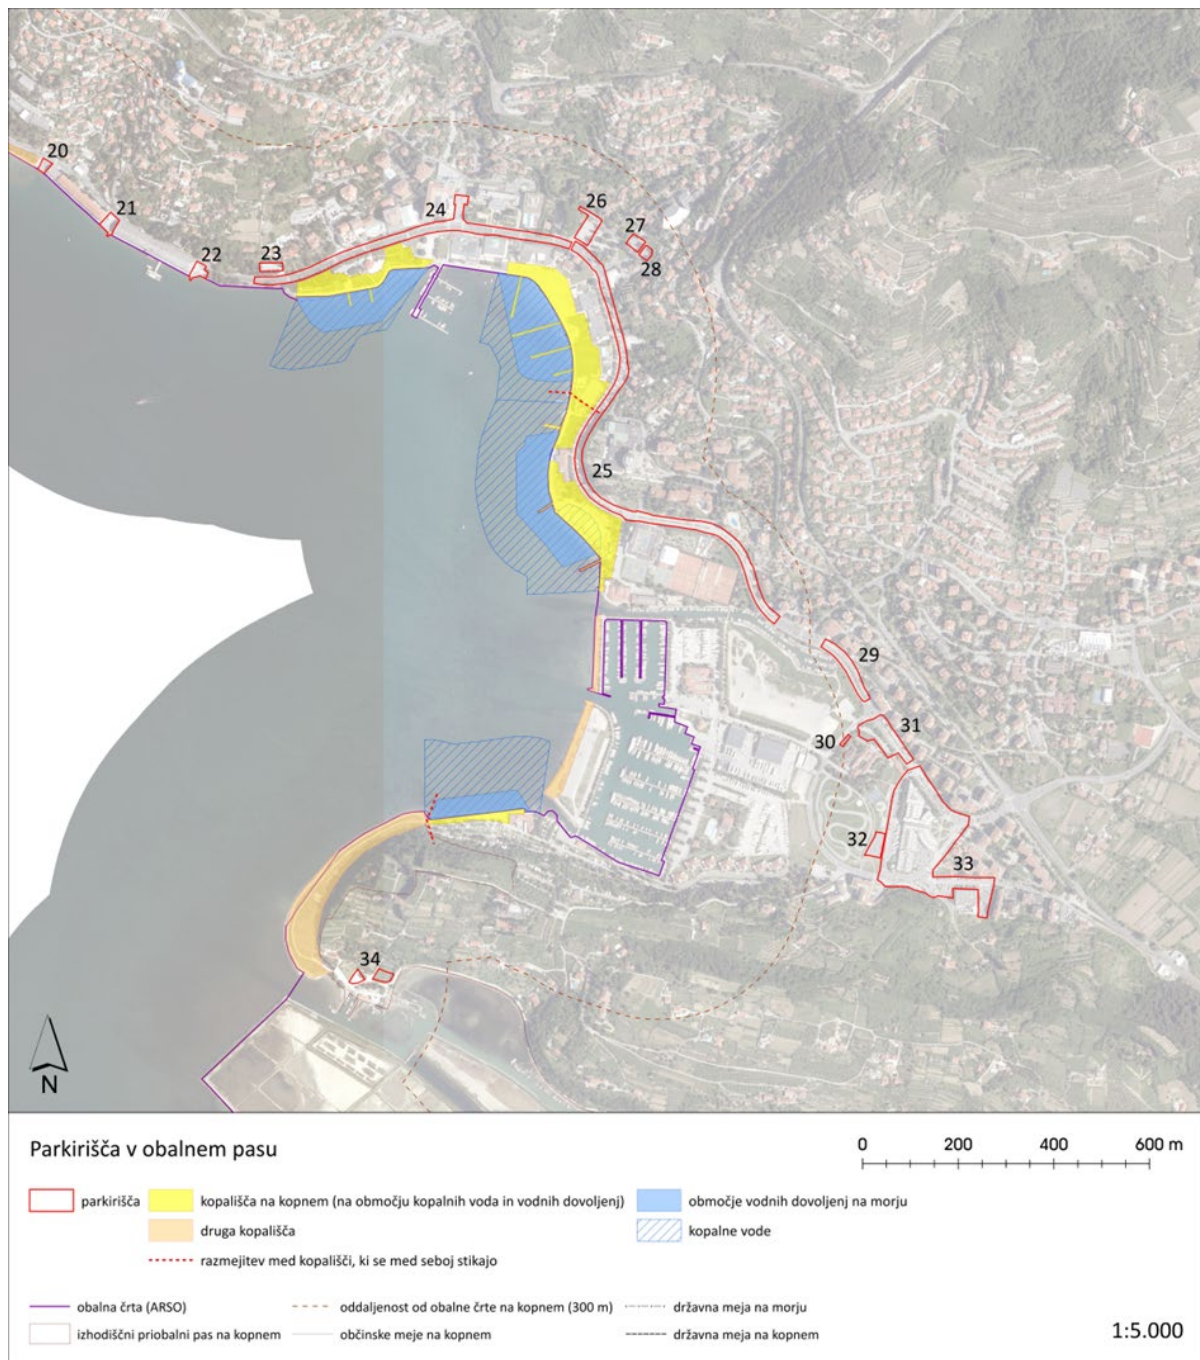 20
21
22
23
24
26
27
28
25
29
30
31
32
33
34
N
Parkirišča v obalnem pasu
0 200 400 600 m
parkirišča
kopališča na kopnem (na območju kopalnih voda in vodnih dovoljenj)
območje vodnih dovoljenj na morju
druga kopališča
kopalne vode
razmejitev med kopališči, ki se med seboj stikajo
obalna črta (ARSO)
oddaljenost od obalne črte na kopnem (300 m)
državna meja na morju
izhodiščni priobalni pas na kopnem
občinske meje na kopnem
državna meja na kopnem
1:5.000